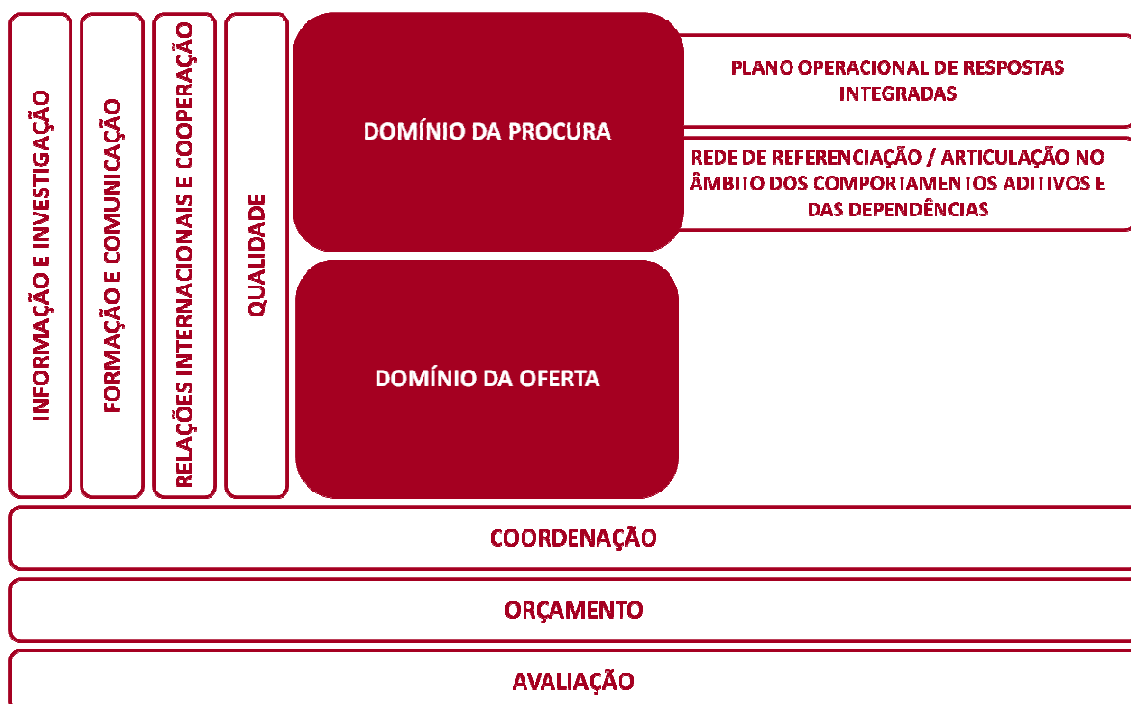 INFORMAÇÃO E INVESTIGAÇÃO
FORMAÇÃO E COMUNICAÇÃO
RELAÇÕES INTERNACIONAIS E COOPERAÇÃO
QUALIDADE
DOMÍNIO DA PROCURA
PLANO OPERACIONAL DE RESPOSTAS
INTEGRADAS
REDE DE REFERENCIAÇÃO / ARTICULAÇÃO NO
ÂMBITO DOS COMPORTAMENTOS ADITIVOS E
DAS DEPENDÊNCIAS
DOMÍNIO DA OFERTA
COORDENAÇÃO
ORÇAMENTO
AVALIAÇÃO